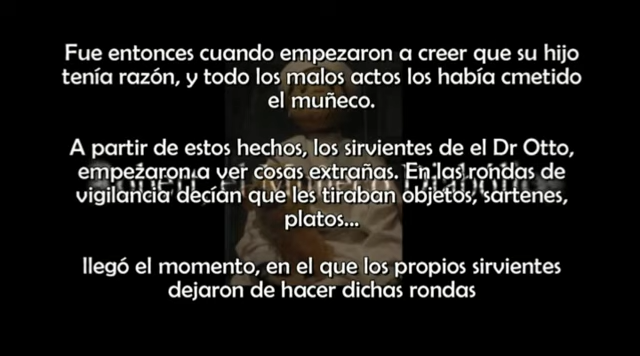 Fue entonces cuando empezaron a creer que su hijo
tenía razón, y todo los malos actos los había cmetido
el muñeco.
A partir de estos hechos, los sirvientes de el Dr Otto,
empezaron a ver cosas extrañas. En las rondas de
vigilancia decían que les tiraban objetos, sartenes,
platos...
llegó el momento, en el que los propios sirvientes
dejaron de hacer dichas rondas